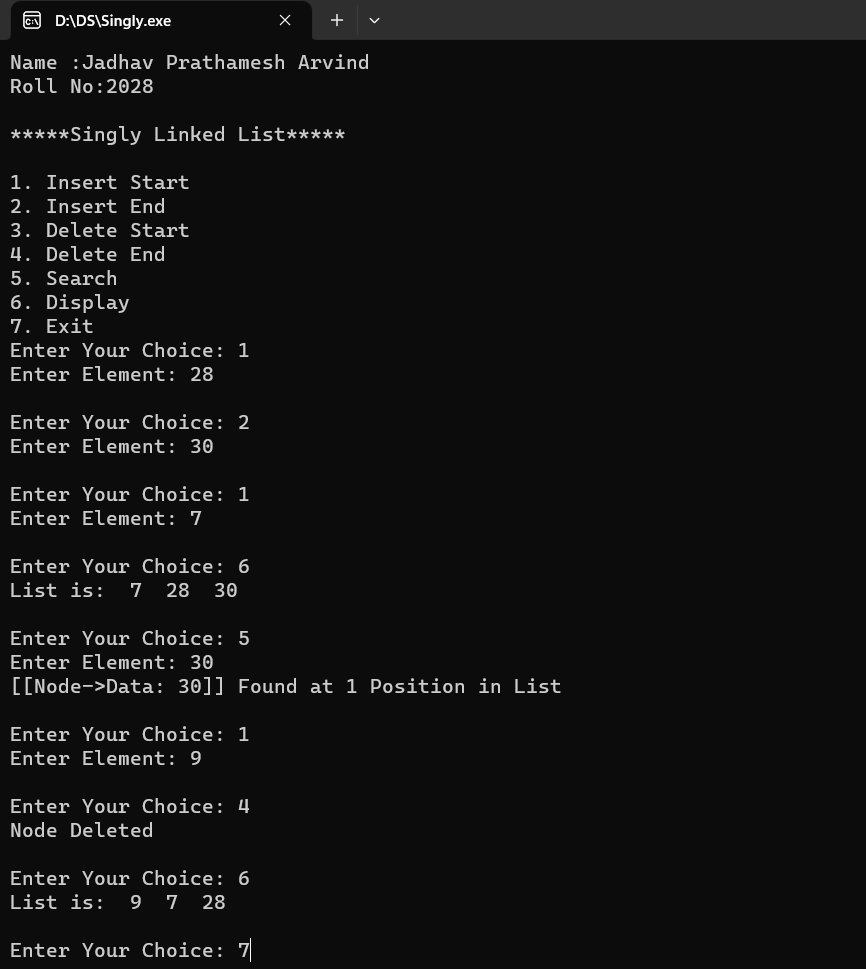 D:\DS\Singly.exe
Name :Jadhav Prathamesh Arvind
Roll No:2028
*****Singly Linked List*****
1. Insert Start
2. Insert End
3. Delete Start
4. Delete End
5. Search
6. Display
7. Exit
Enter Your Choice: 1
Enter Element: 28
Enter Your Choice: 2
Enter Element: 30
Enter Your Choice: 1
Enter Element: 7
Enter Your Choice: 6
List is:  7  28  30
Enter Your Choice: 5
Enter Element: 30
[[Node->Data: 30]] Found at 1 Position in List
Enter Your Choice: 1
Enter Element: 9
Enter Your Choice: 4
Node Deleted
Enter Your Choice: 6
List is:  9  7  28
Enter Your Choice: 7